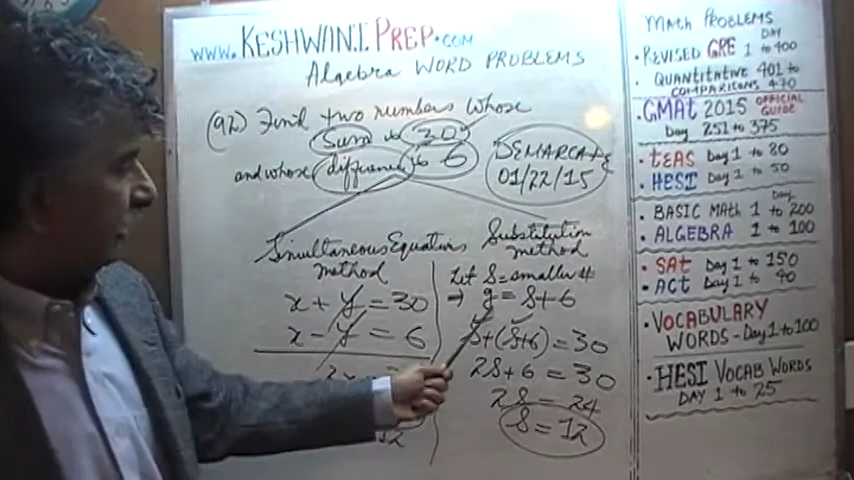 www.KESHWANIPREP.COM
Algebra WORD PROBLEMS
(92) Find two numbers whose
sum is 30,
and whose difference is 6
DEMARCATE
01/22/15
Simultaneous Equations
method
x + y = 30
x - y = 6
Substitution
method
Let S = smaller #
⇒ g = S+6
S+(S+6) = 30
2S + 6 = 30
2S = 24
S = 12
MATH PROBLEMS
• REVISED GRE DAY 1 to 400
• QUANTITATIVE 401 to
COMPARISONS 470
• GMAT 2015 OFFICIAL GUIDE
Day 251 to 375
• TEAS Day 1 to 80
• HESI Day 1 to 50
Day
• BASIC MATH 1 to 200
• ALGEBRA 1 to 100
• SAT Day 1 to 150
• ACT Day 1 to 90
• VOCABULARY
WORDS - Day 1 to 100
• HESI VOCAB WORDS
DAY 1 to 25